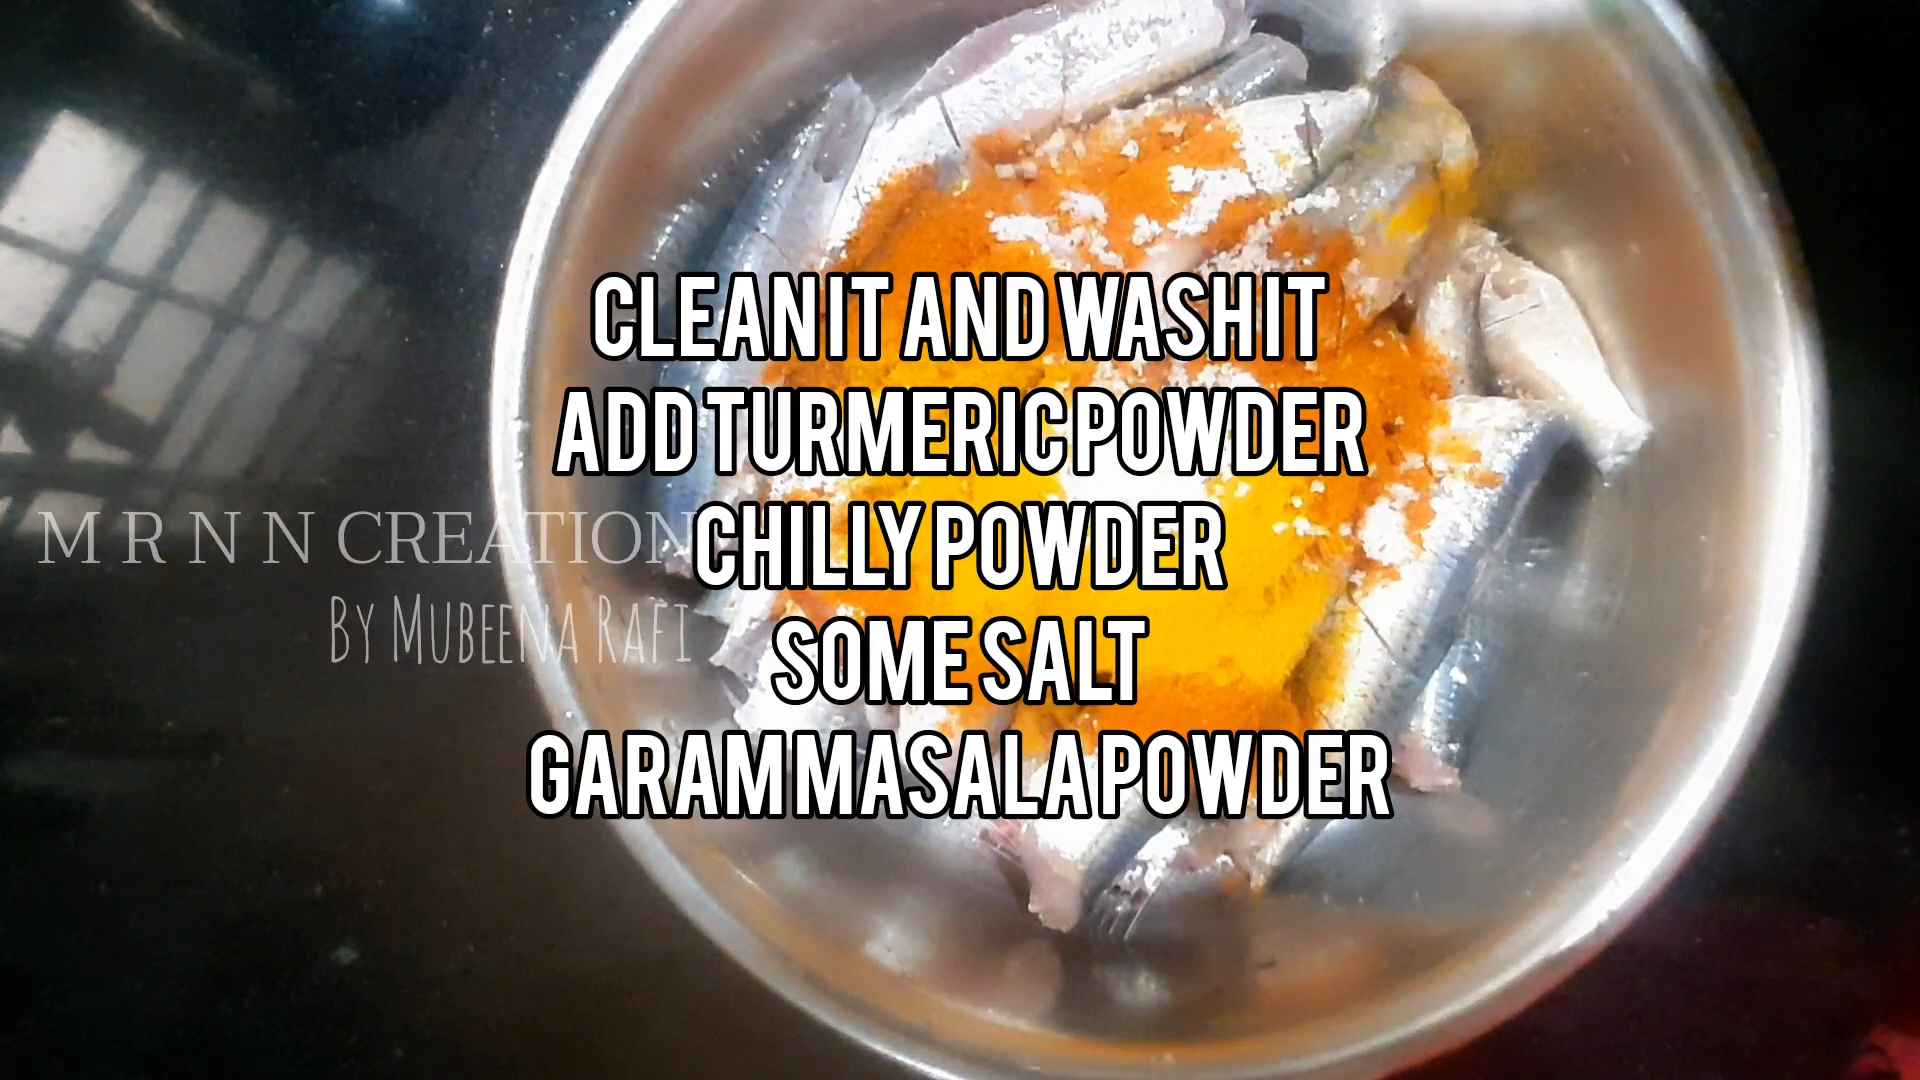 CLEAN IT AND WASH IT
ADD TURMERIC POWDER
CHILLY POWDER
SOME SALT
GARAM MASALA POWDER
M R N N CREATION
By Mubeena Rafi